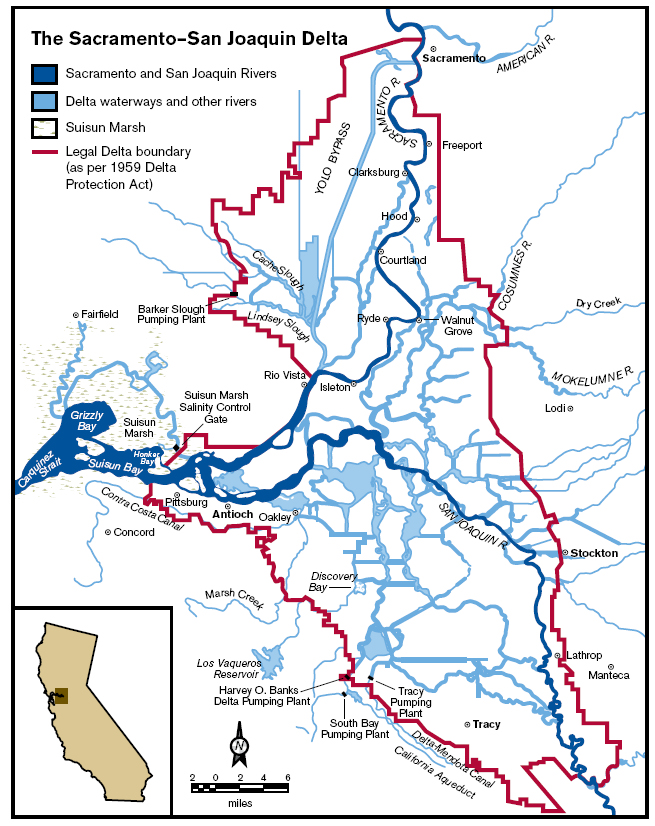 The Sacramento–San Joaquin Delta
Sacramento and San Joaquin Rivers
Delta waterways and other rivers
Suisun Marsh
Legal Delta boundary
(as per 1959 Delta
Protection Act)
Sacramento
AMERICAN R.
SACRAMENTO R.
YOLO BYPASS
Freeport
Clarksburg
Hood
Courtland
COSUMNES R.
Cache Slough
Dry Creek
Barker Slough
Pumping Plant
Lindsey Slough
Fairfield
Ryde
Walnut
Grove
MOKELUMNE R.
Rio Vista
Isleton
Lodi
Suisun Marsh
Salinity Control
Gate
Grizzly
Bay
Suisun
Marsh
Honker
Bay
Carquinez
Strait
Suisun Bay
Pittsburg
Contra Costa Canal
Antioch
Oakley
SAN JOAQUIN R.
Concord
Stockton
Discovery
Bay
Marsh Creek
Los Vaqueros
Reservoir
Lathrop
Manteca
Harvey O. Banks
Delta Pumping Plant
Tracy
Pumping
Plant
South Bay
Pumping Plant
Tracy
Delta-Mendota Canal
California Aqueduct
N
2 0 2 4 6
miles